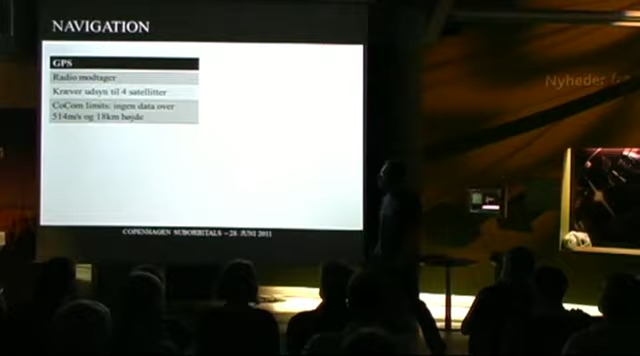 NAVIGATION
GPS
Radio modtager
Kræver udsyn til 4 satellitter
CoCom limits: ingen data over
514m/s og 18km højde
COPENHAGEN SUBORBITALS – 28. JUNI 2011
Nyheder fra